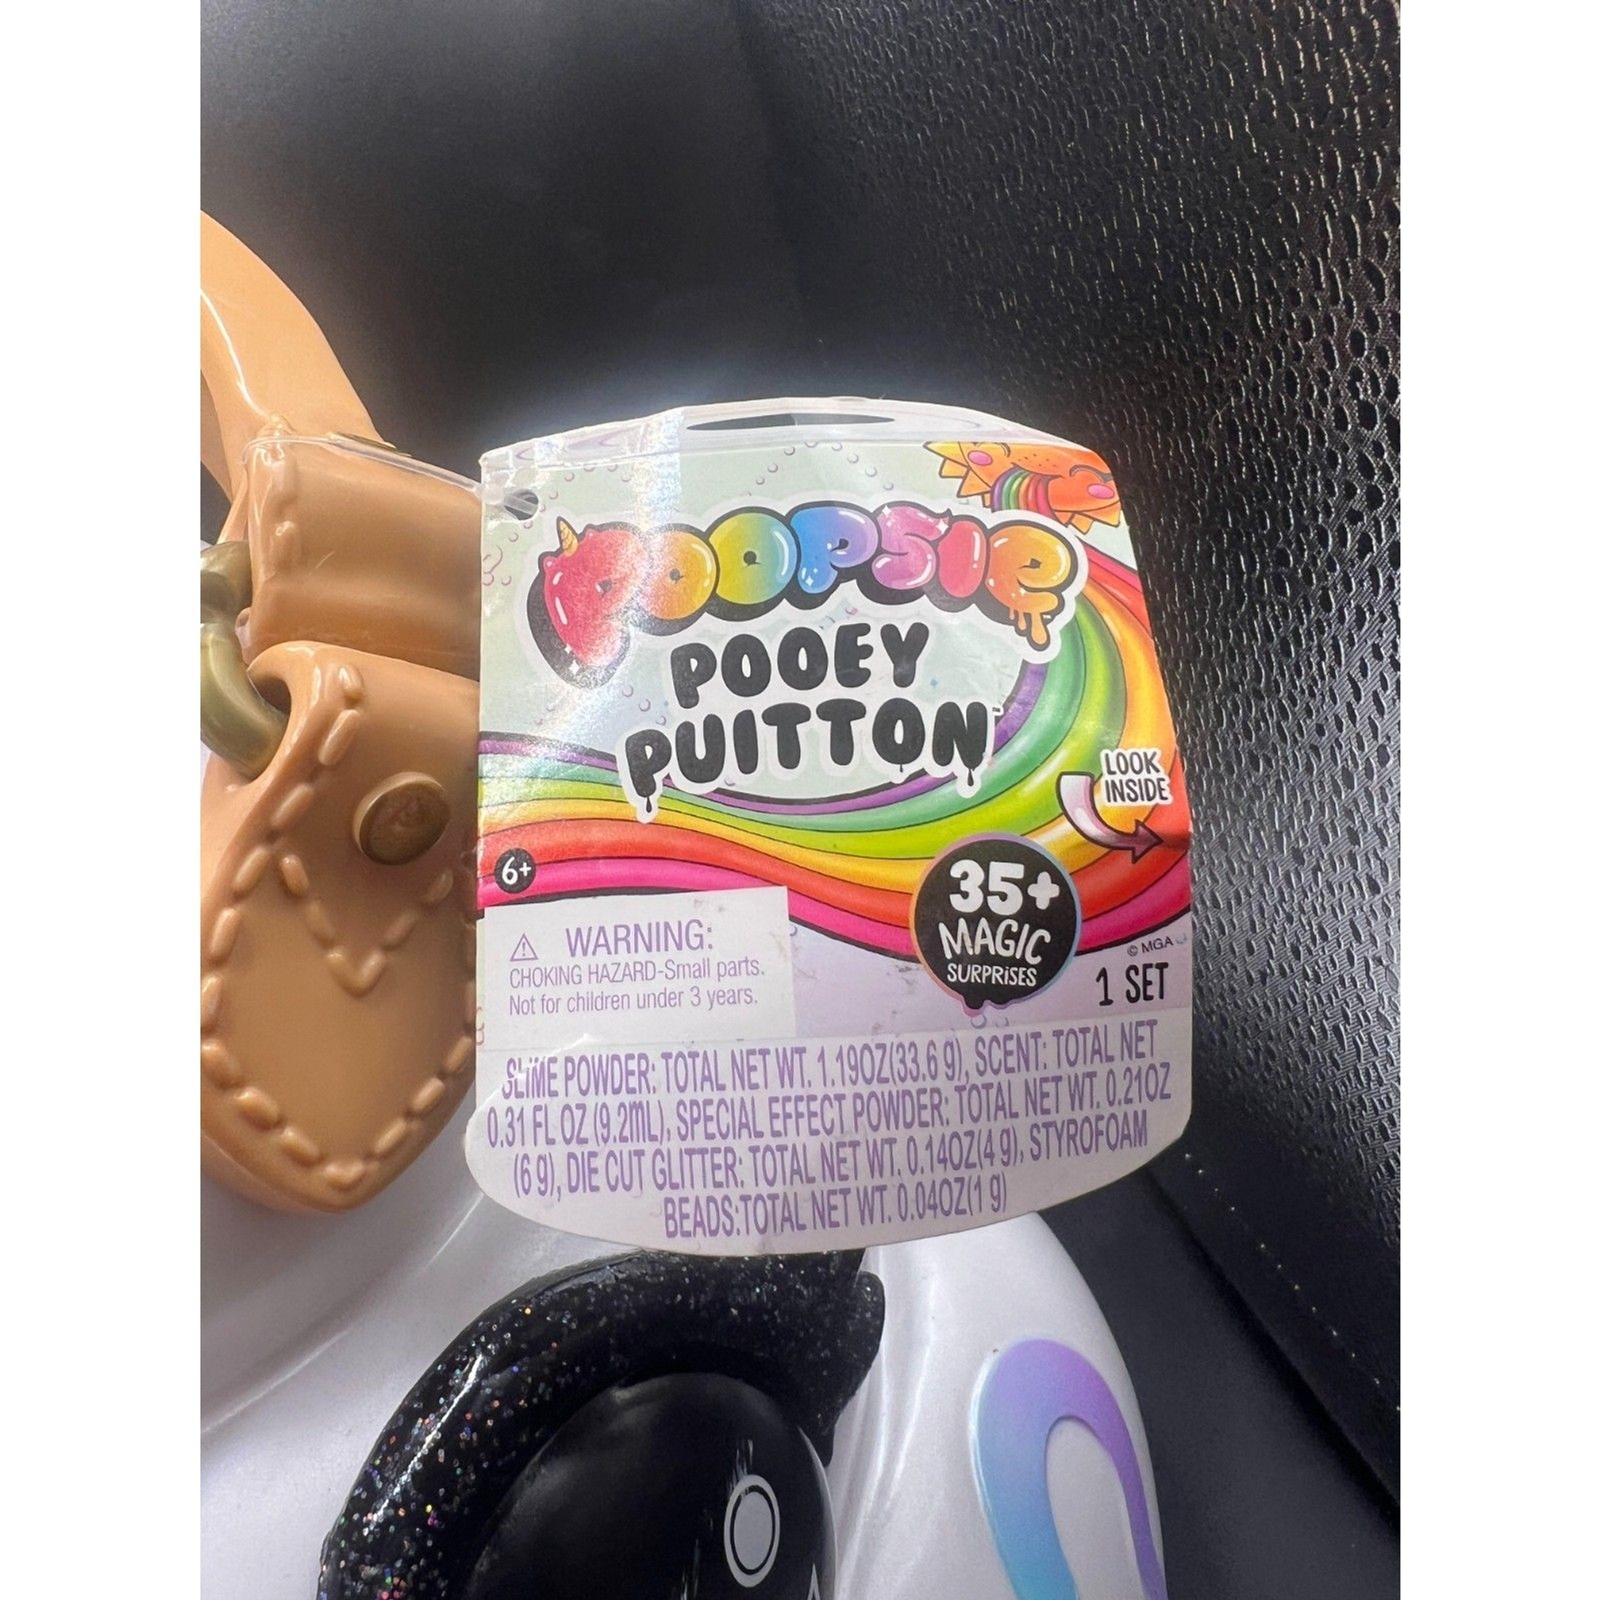 POOPSIE
POOEY
PUITTON™
LOOK
INSIDE
6+
35+
MAGIC
SURPRISES
© MGA
1 SET
WARNING:
CHOKING HAZARD-Small parts.
Not for children under 3 years.
SLIME POWDER: TOTAL NET WT. 1.19OZ(33.6 g), SCENT: TOTAL NET
0.31 FL OZ (9.2mL), SPECIAL EFFECT POWDER: TOTAL NET WT. 0.21OZ
(6 g), DIE CUT GLITTER: TOTAL NET WT. 0.14OZ(4 g), STYROFOAM
BEADS:TOTAL NET WT. 0.04OZ(1 g)